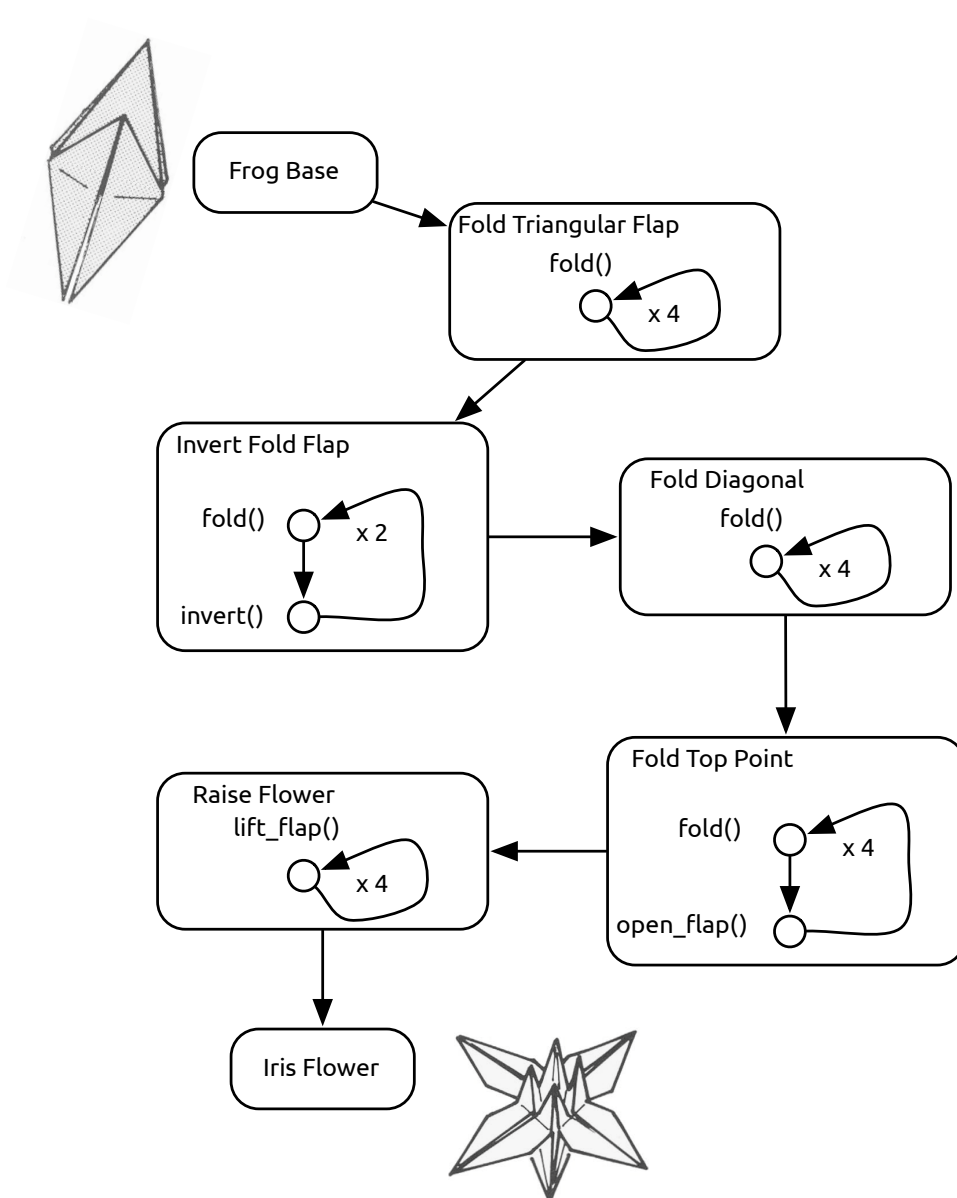 Frog Base
Fold Triangular Flap
fold()
x 4
Invert Fold Flap
fold()
x 2
invert()
Fold Diagonal
fold()
x 4
Fold Top Point
fold()
x 4
open_flap()
Raise Flower
lift_flap()
x 4
Iris Flower